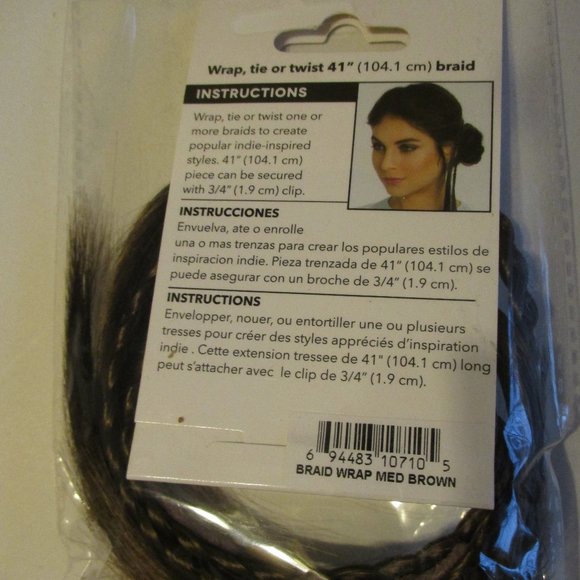 Wrap, tie or twist 41" (104.1 cm) braid
INSTRUCTIONS
Wrap, tie or twist one or
more braids to create
popular indie-inspired
styles. 41" (104.1 cm)
piece can be secured
with 3/4" (1.9 cm) clip.
INSTRUCCIONES
Envuelva, ate o enrolle
una o mas trenzas para crear los populares estilos de
inspiracion indie. Pieza trenzada de 41" (104.1 cm) se
puede asegurar con un broche de 3/4" (1.9 cm).
INSTRUCTIONS
Envelopper, nouer, ou entortiller une ou plusieurs
tresses pour créer des styles appréciés d'inspiration
indie . Cette extension tressee de 41" (104.1 cm) long
peut s'attacher avec le clip de 3/4" (1.9 cm).
6 94483 10710 5
BRAID WRAP MED BROWN